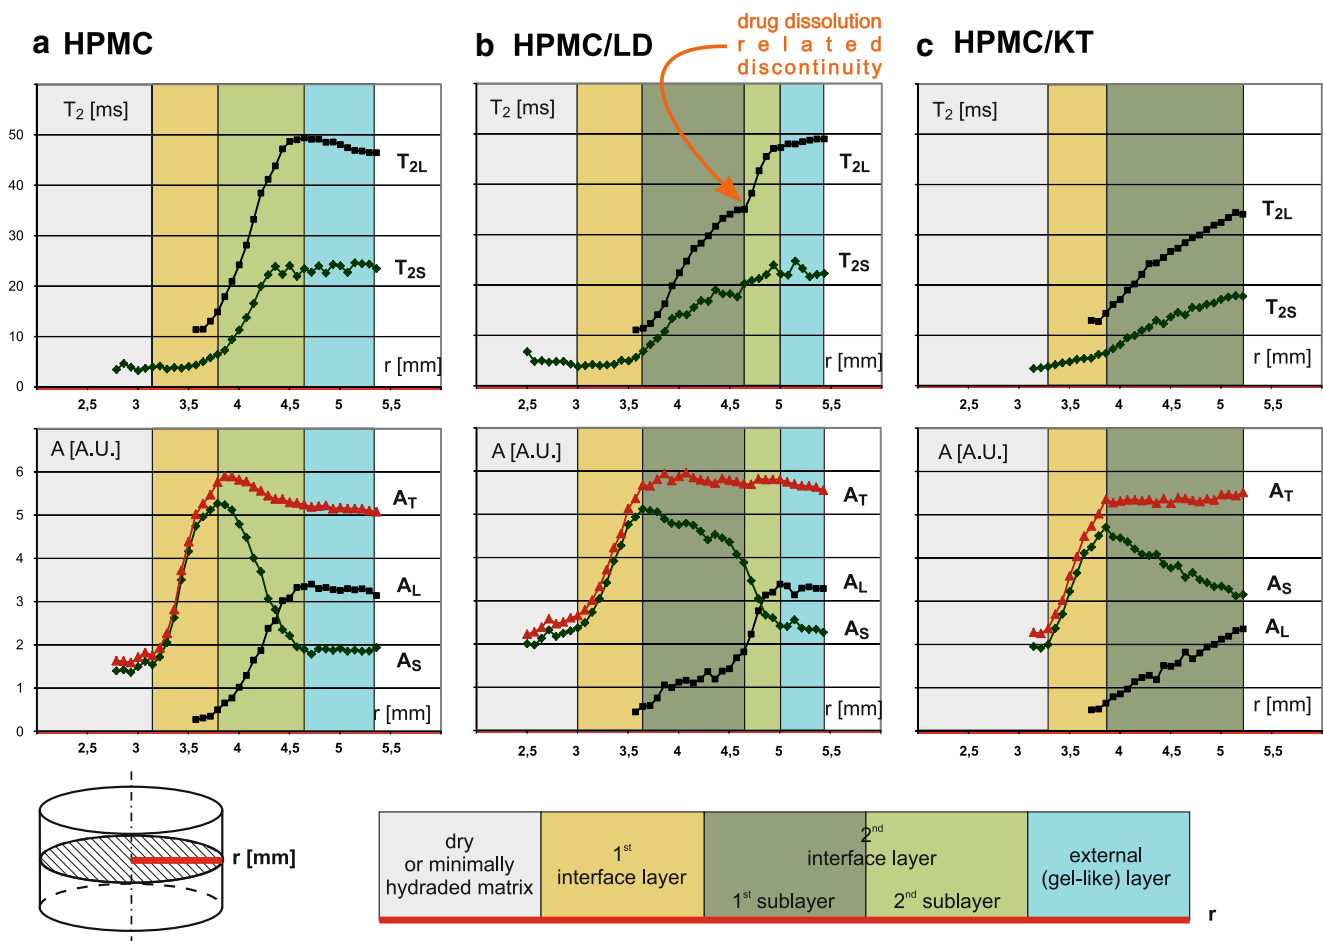 a HPMC
b HPMC/LD
drug dissolution
related
discontinuity
c HPMC/KT
T2 [ms]
50
40
30
20
10
0
T2L
T2S
r [mm]
2,5 3 3,5 4 4,5 5 5,5
T2 [ms]
T2L
T2S
r [mm]
2,5 3 3,5 4 4,5 5 5,5
T2 [ms]
T2L
T2S
r [mm]
2,5 3 3,5 4 4,5 5 5,5
A [A.U.]
6
5
4
3
2
1
0
AT
AL
AS
r [mm]
2,5 3 3,5 4 4,5 5 5,5
A [A.U.]
AT
AL
AS
r [mm]
2,5 3 3,5 4 4,5 5 5,5
A [A.U.]
AT
AS
AL
r [mm]
2,5 3 3,5 4 4,5 5 5,5
r [mm]
dry
or minimally
hydraded matrix
1st
interface layer
2nd
interface layer
1st sublayer
2nd sublayer
external
(gel-like) layer
r